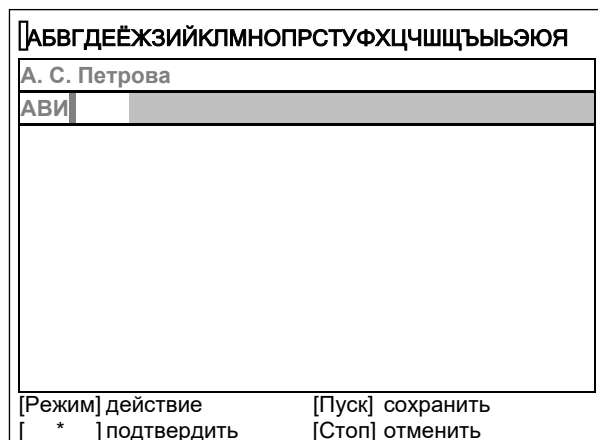 АБВГДЕЁЖЗИЙКЛМНОПРСТУФХЦЧШЩЪЫЬЭЮЯ
А. С. Петрова
АВИ
[Режим] действие [Пуск] сохранить
[ * ] подтвердить [Стоп] отменить